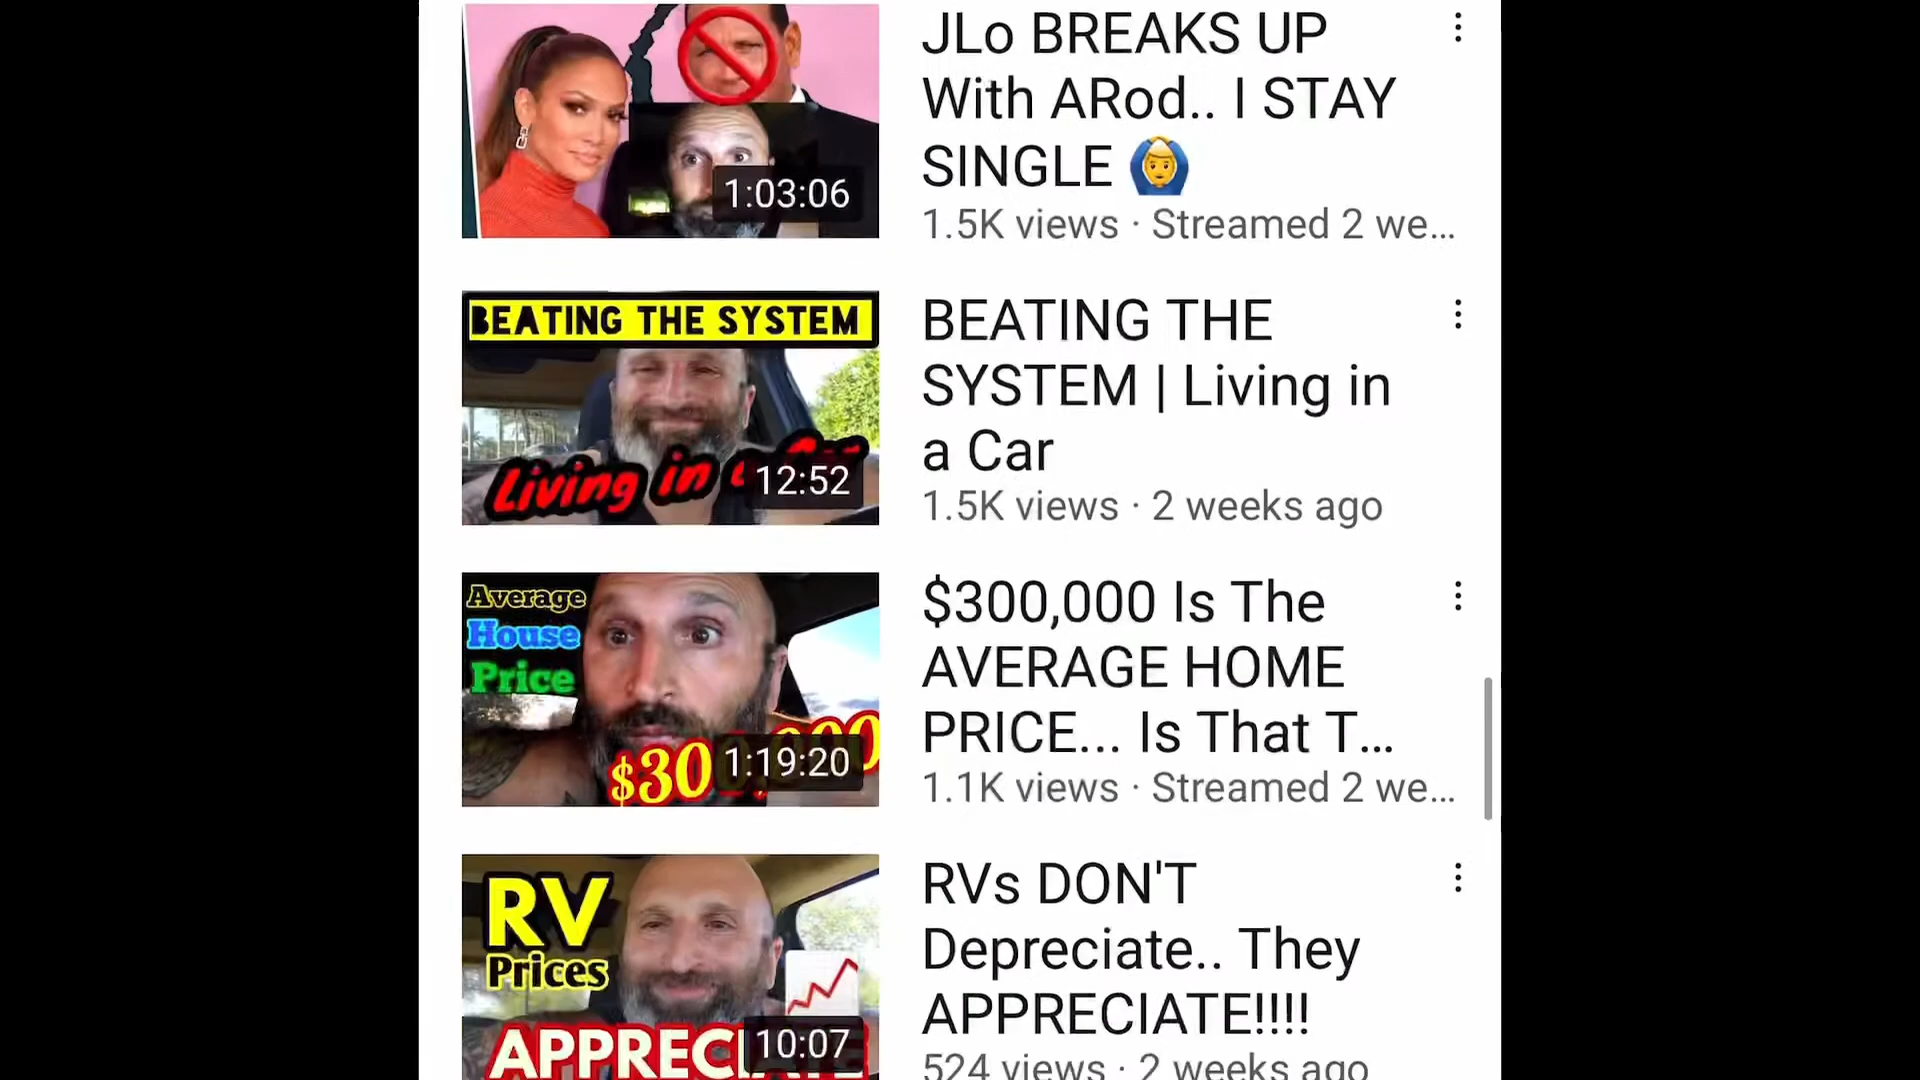 JLo BREAKS UP
With ARod.. I STAY
SINGLE 🙆‍♂️
1:03:06
1.5K views · Streamed 2 we...
BEATING THE SYSTEM
Living in a Car
12:52
BEATING THE
SYSTEM | Living in
a Car
1.5K views · 2 weeks ago
Average
House
Price
$30
1:19:20
$300,000 Is The
AVERAGE HOME
PRICE... Is That T...
1.1K views · Streamed 2 we...
RV
Prices
10:07
RVs DON'T
Depreciate.. They
APPRECIATE!!!!
524 views · 2 weeks ago